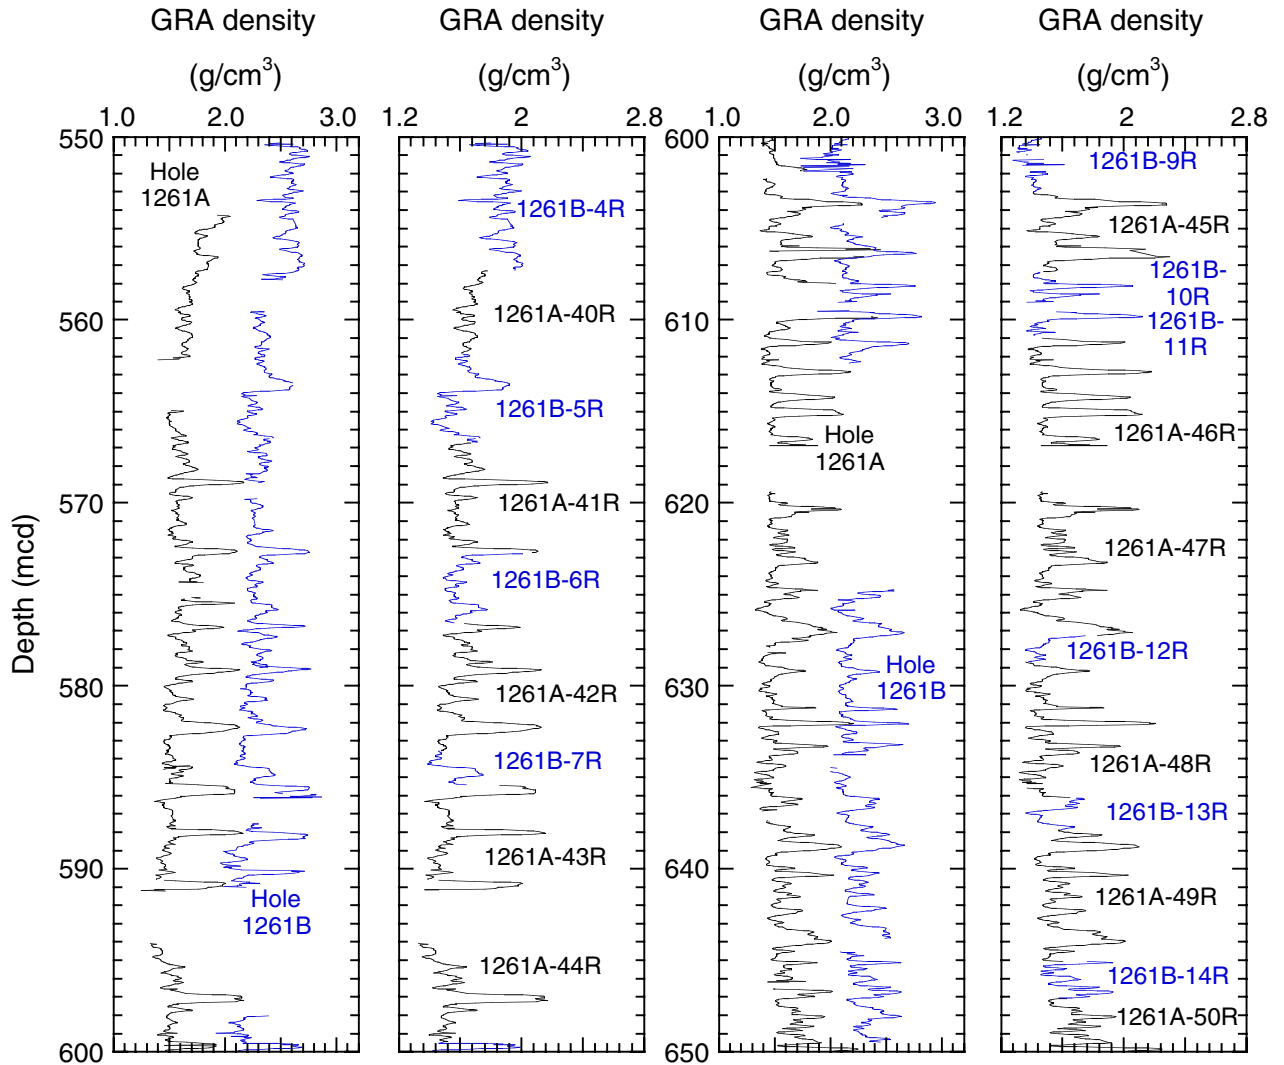 GRA density
(g/cm³)
1.0 2.0 3.0
GRA density
(g/cm³)
1.2 2 2.8
GRA density
(g/cm³)
1.0 2.0 3.0
GRA density
(g/cm³)
1.2 2 2.8
Depth (mcd)
550
560
570
580
590
600
Hole
1261A
Hole
1261B
1261B-4R
1261A-40R
1261B-5R
1261A-41R
1261B-6R
1261A-42R
1261B-7R
1261A-43R
1261A-44R
600
610
620
630
640
650
Hole
1261A
Hole
1261B
1261B-9R
1261A-45R
1261B-
10R
1261B-
11R
1261A-46R
1261A-47R
1261B-12R
1261A-48R
1261B-13R
1261A-49R
1261B-14R
1261A-50R